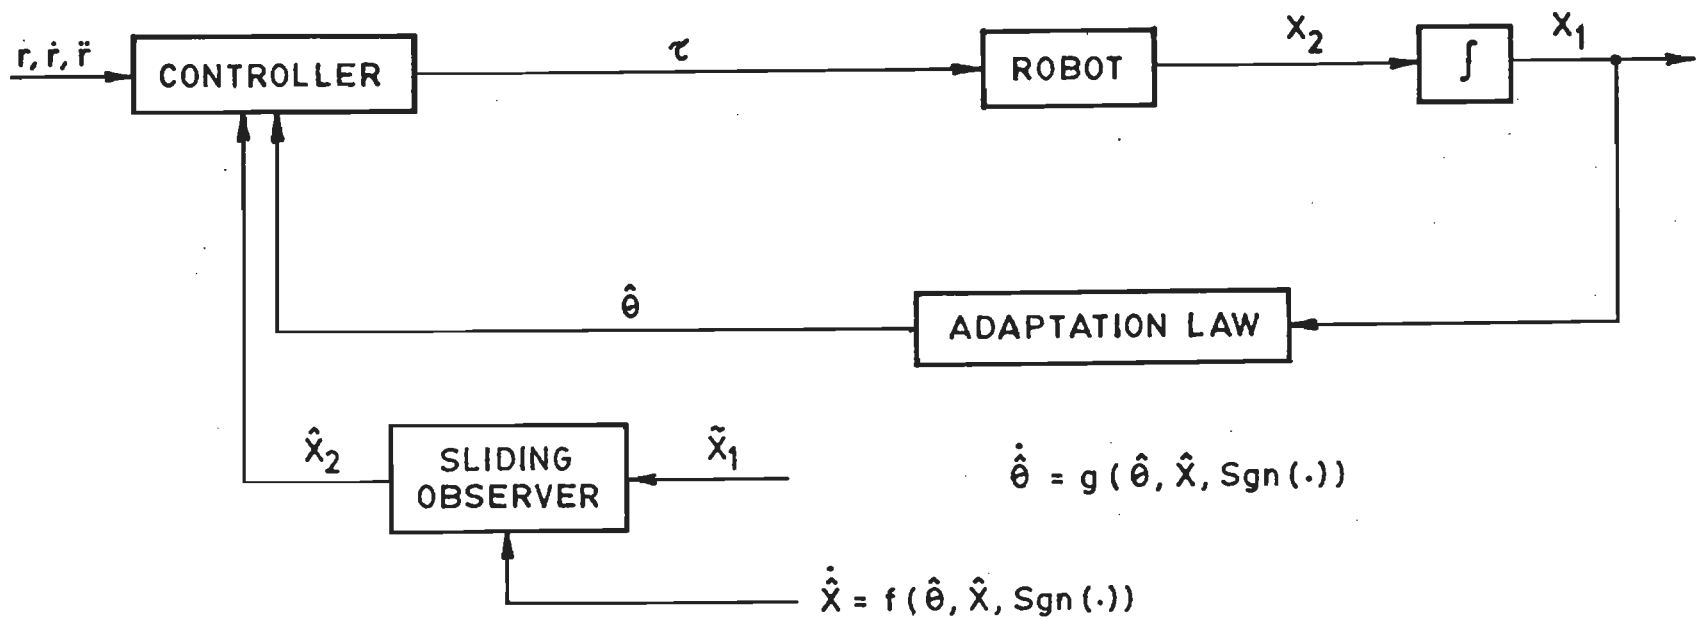 r, ṙ, r̈
CONTROLLER
τ
ROBOT
X₂
∫
X₁
θ̂
ADAPTATION LAW
X̂₂
SLIDING
OBSERVER
X̃₁
θ̂̇ = g(θ̂, X̂, Sgn(·))
X̂̇ = f(θ̂, X̂, Sgn(·))